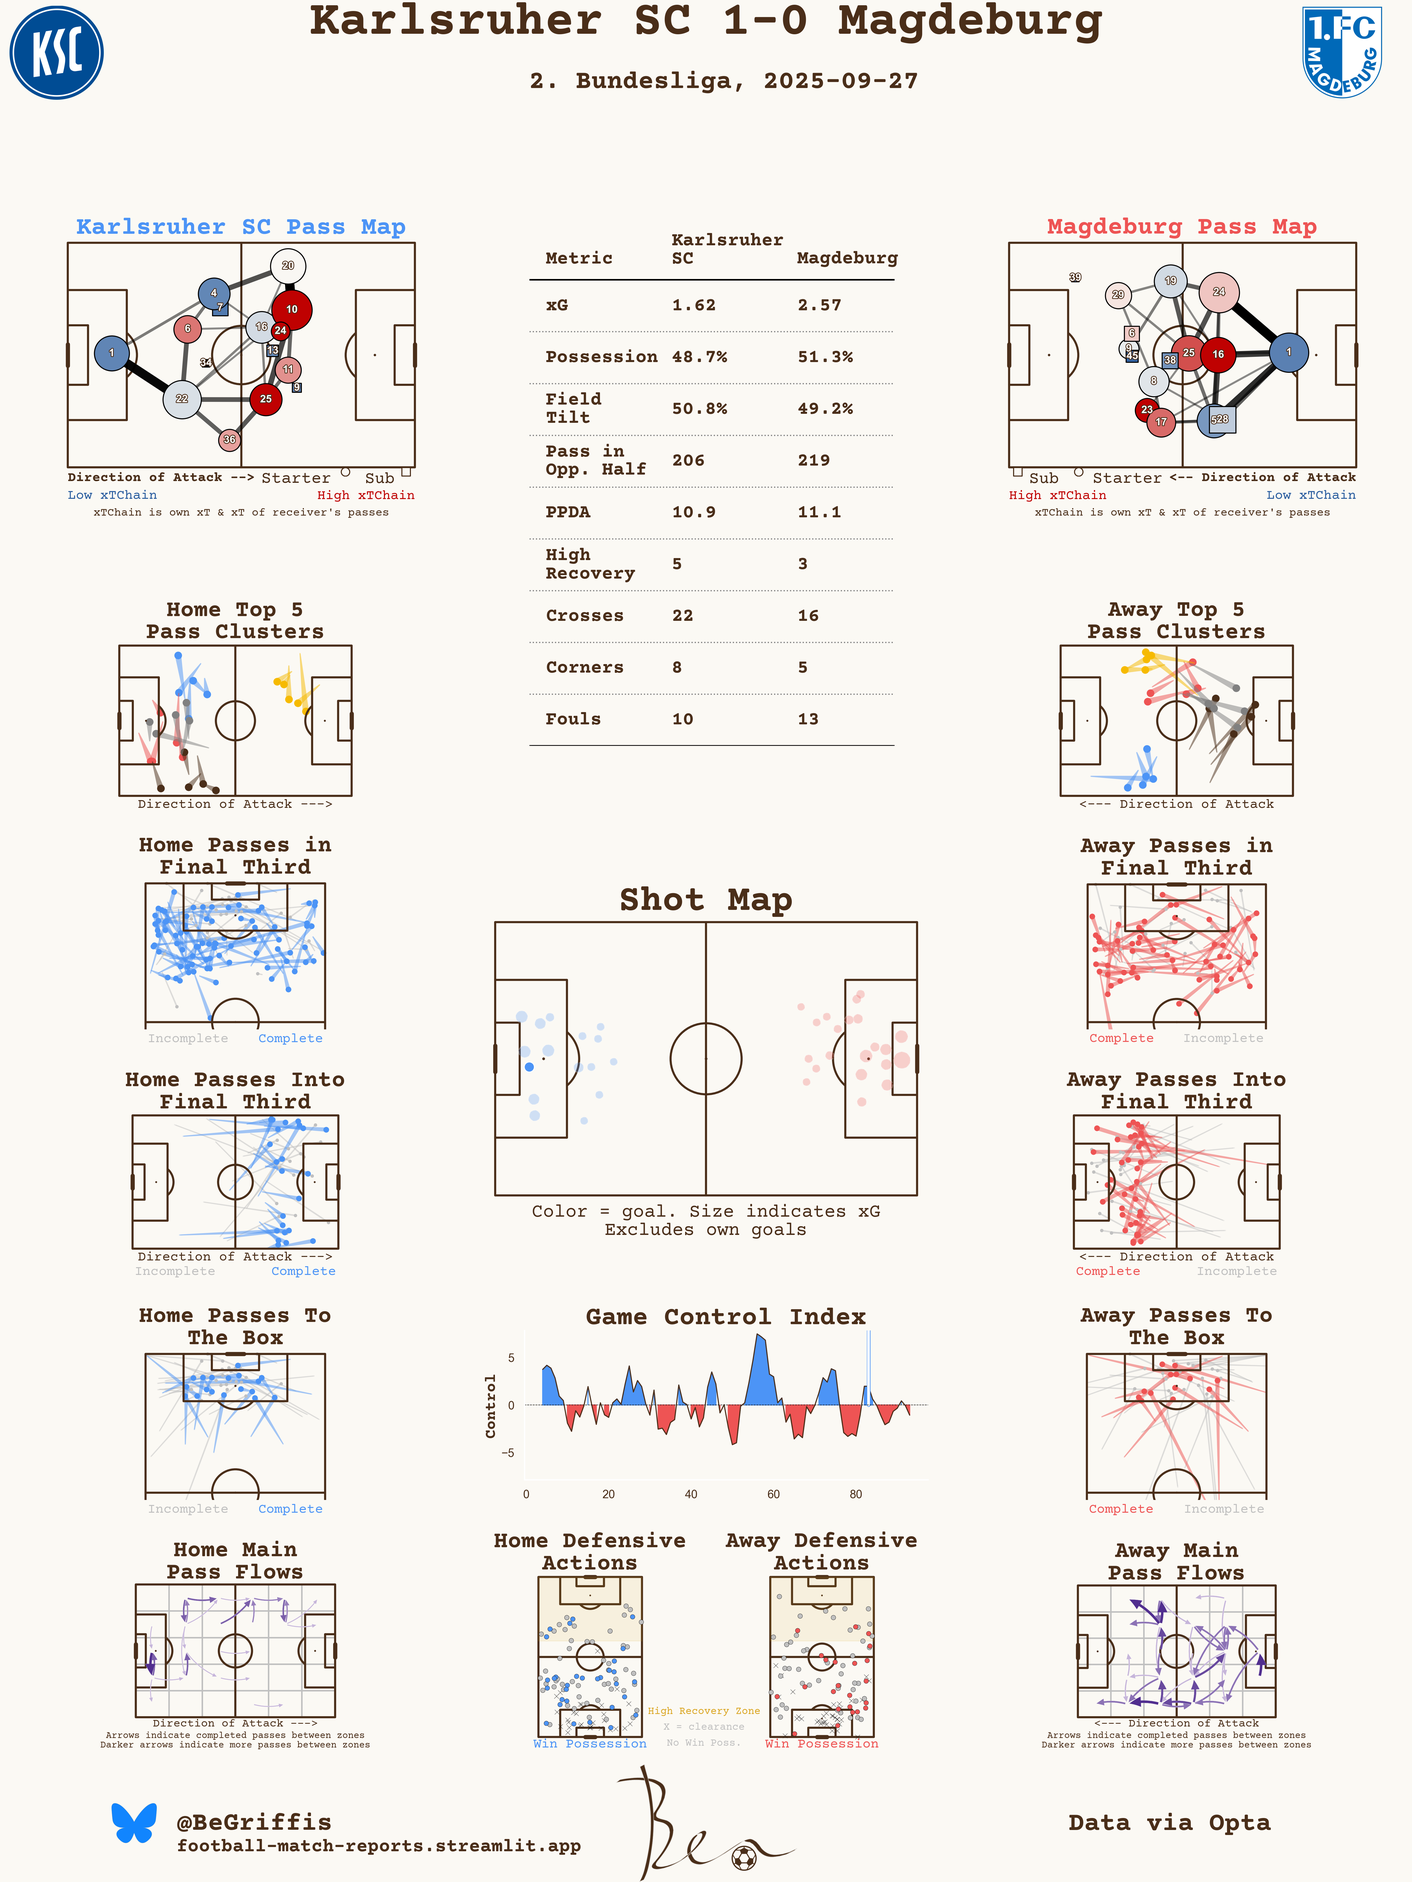 Karlsruher SC 1-0 Magdeburg
2. Bundesliga, 2025-09-27
KSC
1.FC
MAGDEBURG
Karlsruher SC Pass Map
20
4
7
10
6
16
24
13
1
34
11
9
22
25
36
Direction of Attack --> Starter Sub
Low xTChain High xTChain
xTChain is own xT & xT of receiver's passes
Metric Karlsruher SC Magdeburg
xG 1.62 2.57
Possession 48.7% 51.3%
Field Tilt 50.8% 49.2%
Pass in Opp. Half 206 219
PPDA 10.9 11.1
High Recovery 5 3
Crosses 22 16
Corners 8 5
Fouls 10 13
Magdeburg Pass Map
39
19
29
24
6
9
45
38
25
16
1
8
23
17
5
28
Sub Starter <-- Direction of Attack
High xTChain Low xTChain
xTChain is own xT & xT of receiver's passes
Home Top 5
Pass Clusters
Direction of Attack --->
Away Top 5
Pass Clusters
<--- Direction of Attack
Home Passes in
Final Third
Incomplete Complete
Away Passes in
Final Third
Complete Incomplete
Shot Map
Color = goal. Size indicates xG
Excludes own goals
Home Passes Into
Final Third
Direction of Attack --->
Incomplete Complete
Away Passes Into
Final Third
<--- Direction of Attack
Complete Incomplete
Home Passes To
The Box
Incomplete Complete
Game Control Index
Control
5
0
−5
0 20 40 60 80
Away Passes To
The Box
Complete Incomplete
Home Main
Pass Flows
Direction of Attack --->
Arrows indicate completed passes between zones
Darker arrows indicate more passes between zones
Home Defensive
Actions
Win Possession
High Recovery Zone
X = clearance
No Win Poss.
Away Defensive
Actions
Win Possession
Away Main
Pass Flows
<--- Direction of Attack
Arrows indicate completed passes between zones
Darker arrows indicate more passes between zones
@BeGriffis
football-match-reports.streamlit.app
Ben
Data via Opta